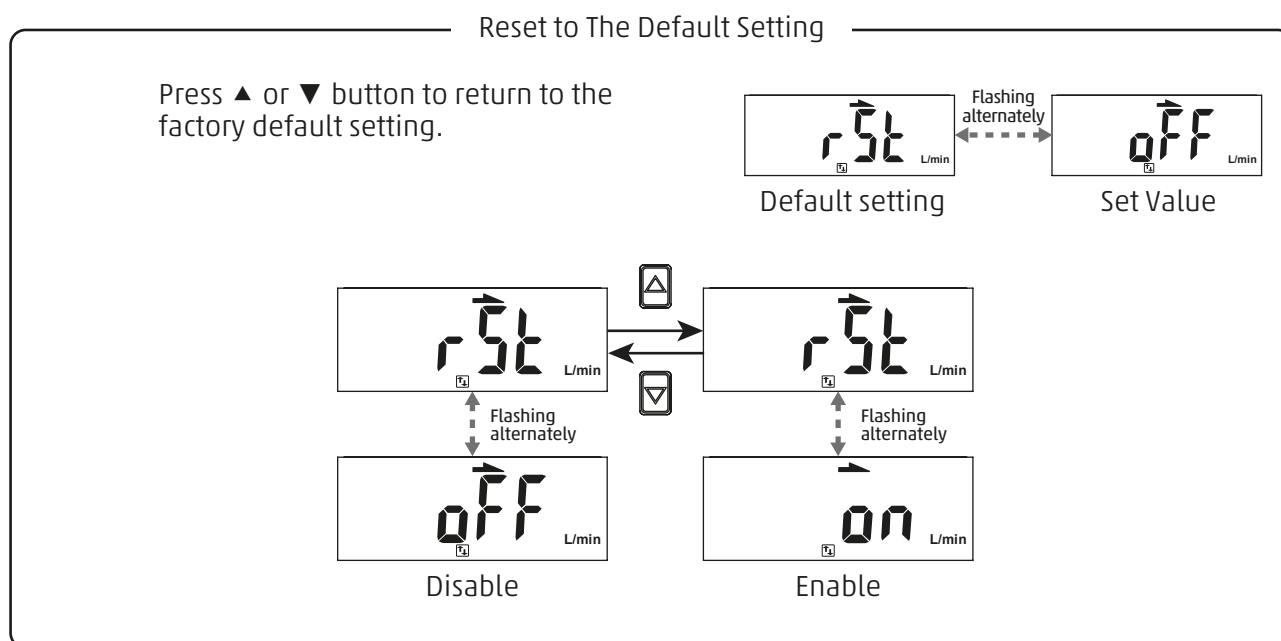 Reset to The Default Setting
Press ▲ or ▼ button to return to the
factory default setting.
rSt L/min
Flashing
alternately
oFF L/min
Default setting
Set Value
rSt L/min
rSt L/min
Flashing
alternately
Flashing
alternately
oFF L/min
on L/min
Disable
Enable